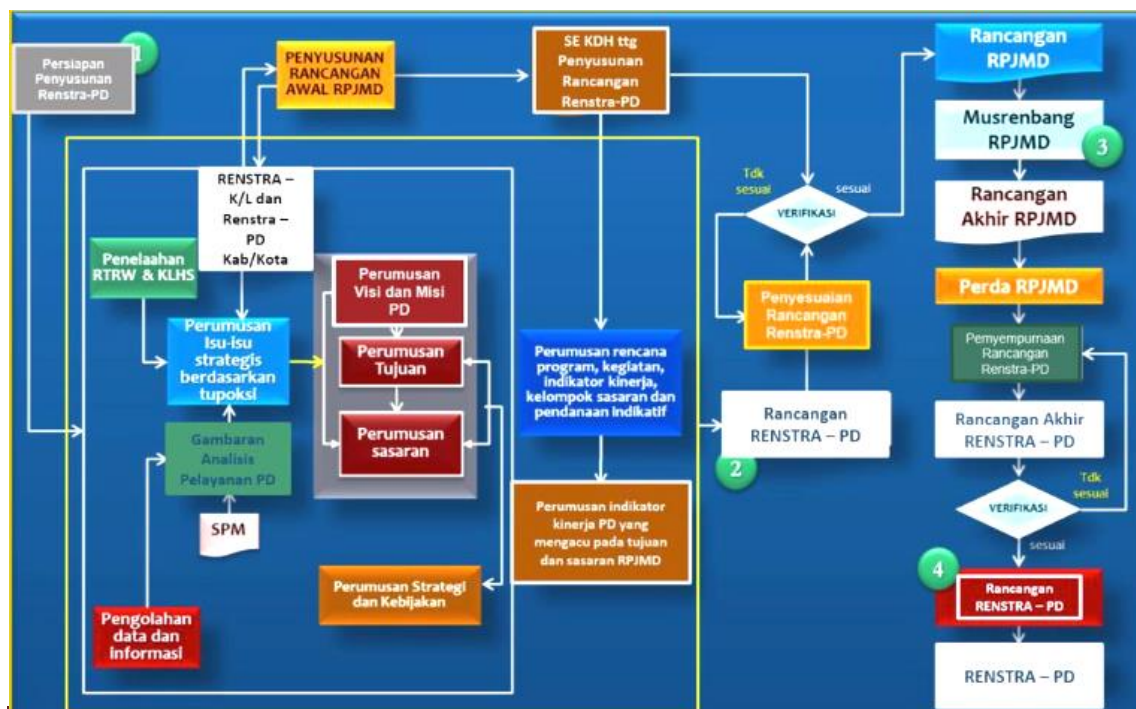 1
Persiapan
Penyusunan
Renstra-PD
PENYUSUNAN
RANCANGAN
AWAL RPJMD
SE KDH ttg
Penyusunan
Rancangan
Renstra-PD
RENSTRA –
K/L dan
Renstra –
PD
Kab/Kota
Penelaahan
RTRW & KLHS
Perumusan
Isu-isu
strategis
berdasarkan
tupoksi
Gambaran
Analisis
Pelayanan PD
SPM
Pengolahan
data dan
informasi
Perumusan
Visi dan Misi
PD
Perumusan
Tujuan
Perumusan
sasaran
Perumusan Strategi
dan Kebijakan
Perumusan rencana
program, kegiatan,
indikator kinerja,
kelompok sasaran dan
pendanaan indikatif
Perumusan indikator
kinerja PD yang
mengacu pada tujuan
dan sasaran RPJMD
Tdk
sesuai
sesuai
VERIFIKASI
Penyesuaian
Rancangan
Renstra-PD
Rancangan
RENSTRA – PD
2
Rancangan
RPJMD
Musrenbang
RPJMD
3
Rancangan
Akhir RPJMD
Perda RPJMD
Pemyempurnaan
Rancangan
Renstra-PD
Rancangan Akhir
RENSTRA – PD
Tdk
sesuai
VERIFIKASI
sesuai
4
Rancangan
RENSTRA – PD
RENSTRA – PD